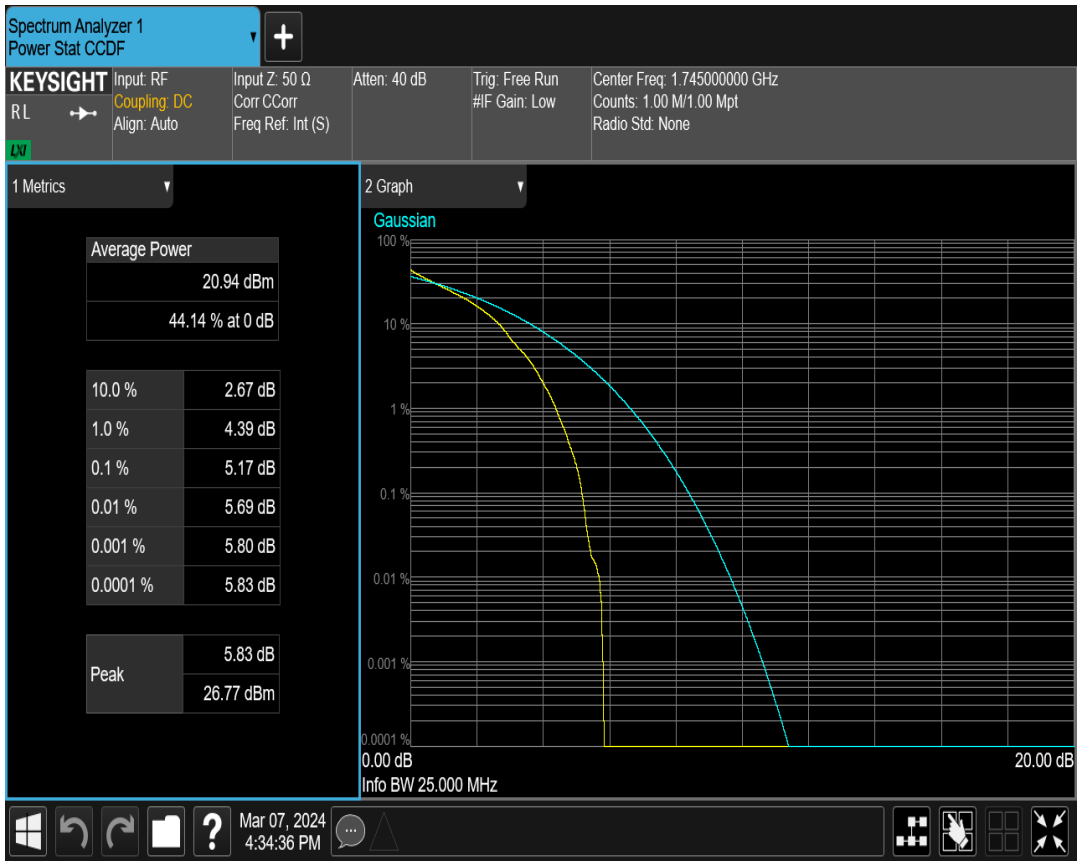 Spectrum Analyzer 1
Power Stat CCDF
+
KEYSIGHT
RL
LXI
Input: RF
Coupling: DC
Align: Auto
Input Z: 50 Ω
Corr CCorr
Freq Ref: Int (S)
Atten: 40 dB
Trig: Free Run
#IF Gain: Low
Center Freq: 1.745000000 GHz
Counts: 1.00 M/1.00 Mpt
Radio Std: None
1 Metrics
Average Power
20.94 dBm
44.14 % at 0 dB
10.0 % 2.67 dB
1.0 % 4.39 dB
0.1 % 5.17 dB
0.01 % 5.69 dB
0.001 % 5.80 dB
0.0001 % 5.83 dB
Peak
5.83 dB
26.77 dBm
2 Graph
Gaussian
100 %
10 %
1 %
0.1 %
0.01 %
0.001 %
0.0001 %
0.00 dB 20.00 dB
Info BW 25.000 MHz
?
Mar 07, 2024
4:34:36 PM